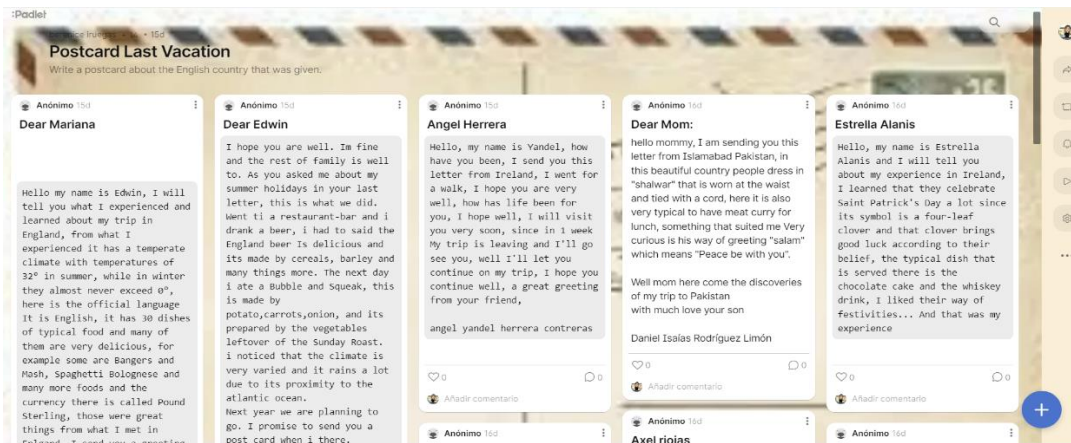 :Padlet
15d
Postcard Last Vacation
Write a postcard about the English country that was given.
Anónimo 15d
Dear Mariana
Hello my name is Edwin, I will
tell you what I experienced and
learned about my trip in
England, from what I
experienced it has a temperate
climate with temperatures of
32° in summer, while in winter
they almost never exceed 0°,
here is the official language
It is English, it has 30 dishes
of typical food and many of
them are very delicious, for
example some are Bangers and
Mash, Spaghetti Bolognese and
many more foods and the
currency there is called Pound
Sterling, those were great
things from what I met in
England. I send you a greeting
Anónimo 15d
Dear Edwin
I hope you are well. Im fine
and the rest of family is well
to. As you asked me about my
summer holidays in your last
letter, this is what we did.
Went ti a restaurant-bar and i
drank a beer, i had to said the
England beer Is delicious and
its made by cereals, barley and
many things more. The next day
i ate a Bubble and Squeak, this
is made by
potato,carrots,onion, and its
prepared by the vegetables
leftover of the Sunday Roast.
i noticed that the climate is
very varied and it rains a lot
due to its proximity to the
atlantic ocean.
Next year we are planning to
go. I promise to send you a
post card when i there.
Anónimo 15d
Angel Herrera
Hello, my name is Yandel, how
have you been, I send you this
letter from Ireland, I went for
a walk, I hope you are very
well, how has life been for
you, I hope well, I will visit
you very soon, since in 1 week
My trip is leaving and I'll go
see you, well I'll let you
continue on my trip, I hope you
continue well, a great greeting
from your friend,
angel yandel herrera contreras
0
0
Añadir comentario
Anónimo 16d
Anónimo 16d
Dear Mom:
hello mommy, I am sending you this
letter from Islamabad Pakistan, in
this beautiful country people dress in
"shalwar" that is worn at the waist
and tied with a cord, here it is also
very typical to have meat curry for
lunch, something that suited me Very
curious is his way of greeting "salam"
which means "Peace be with you".
Well mom here come the discoveries
of my trip to Pakistan
with much love your son
Daniel Isaías Rodríguez Limón
0
0
Añadir comentario
Anónimo 16d
Axel riojas
Anónimo 16d
Estrella Alanis
Hello, my name is Estrella
Alanis and I will tell you
about my experience in Ireland,
I learned that they celebrate
Saint Patrick's Day a lot since
its symbol is a four-leaf
clover and that clover brings
good luck according to their
belief, the typical dish that
is served there is the
chocolate cake and the whiskey
drink, I liked their way of
festivities... And that was my
experience
0
0
Añadir comentario
Anónimo 16d